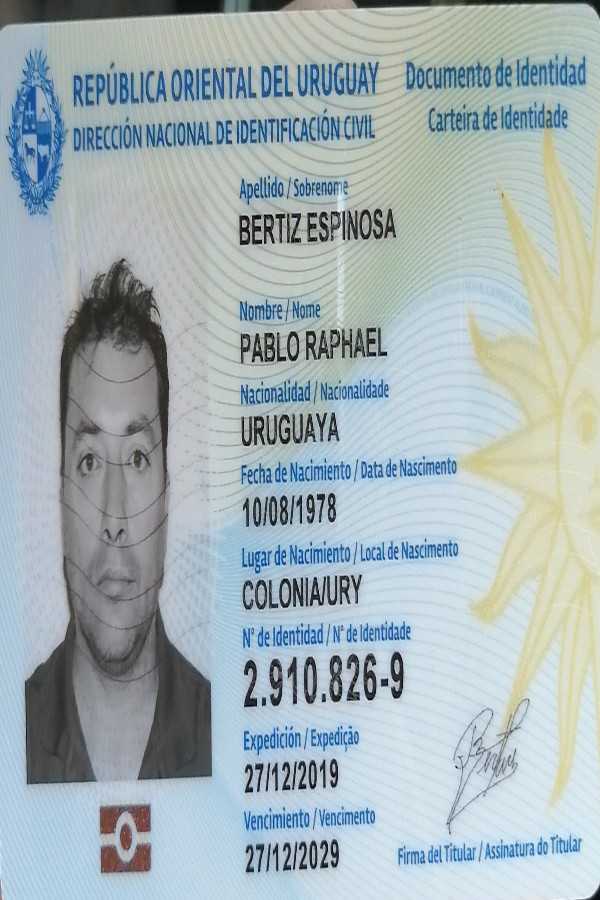 REPÚBLICA ORIENTAL DEL URUGUAY
DIRECCIÓN NACIONAL DE IDENTIFICACIÓN CIVIL
Documento de Identidad
Carteira de Identidade
Apellido / Sobrenome
BERTIZ ESPINOSA
Nombre / Nome
PABLO RAPHAEL
Nacionalidad / Nacionalidade
URUGUAYA
Fecha de Nacimiento / Data de Nascimento
10/08/1978
Lugar de Nacimiento / Local de Nascimento
COLONIA/URY
N° de Identidad / N° de Identidade
2.910.826-9
Expedición / Expedição
27/12/2019
Vencimiento / Vencimento
27/12/2029
Firma del Titular / Assinatura do Titular